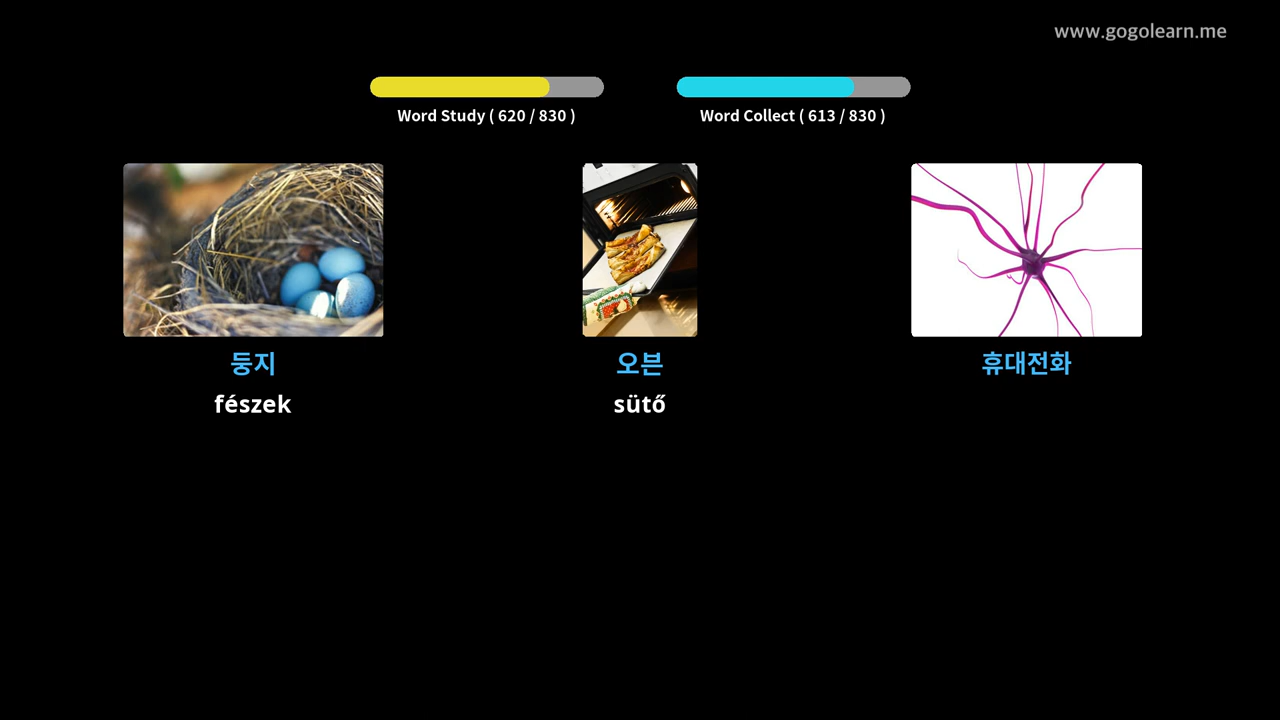 www.gogolearn.me
Word Study ( 620 / 830 )
Word Collect ( 613 / 830 )
둥지
오븐
휴대전화
fészek
sütő